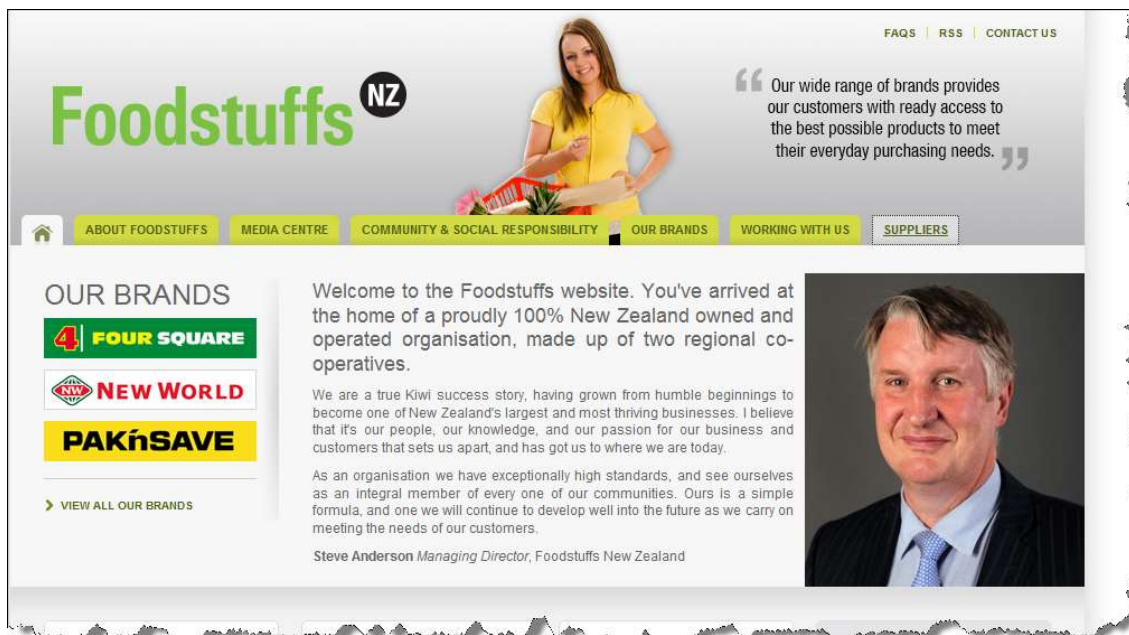 FAQS | RSS | CONTACT US
Foodstuffs NZ
“ Our wide range of brands provides
our customers with ready access to
the best possible products to meet
their everyday purchasing needs. ”
ABOUT FOODSTUFFS MEDIA CENTRE COMMUNITY & SOCIAL RESPONSIBILITY OUR BRANDS WORKING WITH US SUPPLIERS
OUR BRANDS
4 FOUR SQUARE
NW NEW WORLD
PAK'nSAVE
VIEW ALL OUR BRANDS
Welcome to the Foodstuffs website. You've arrived at
the home of a proudly 100% New Zealand owned and
operated organisation, made up of two regional co-
operatives.
We are a true Kiwi success story, having grown from humble beginnings to
become one of New Zealand's largest and most thriving businesses. I believe
that it's our people, our knowledge, and our passion for our business and
customers that sets us apart, and has got us to where we are today.
As an organisation we have exceptionally high standards, and see ourselves
as an integral member of every one of our communities. Ours is a simple
formula, and one we will continue to develop well into the future as we carry on
meeting the needs of our customers.
Steve Anderson Managing Director, Foodstuffs New Zealand